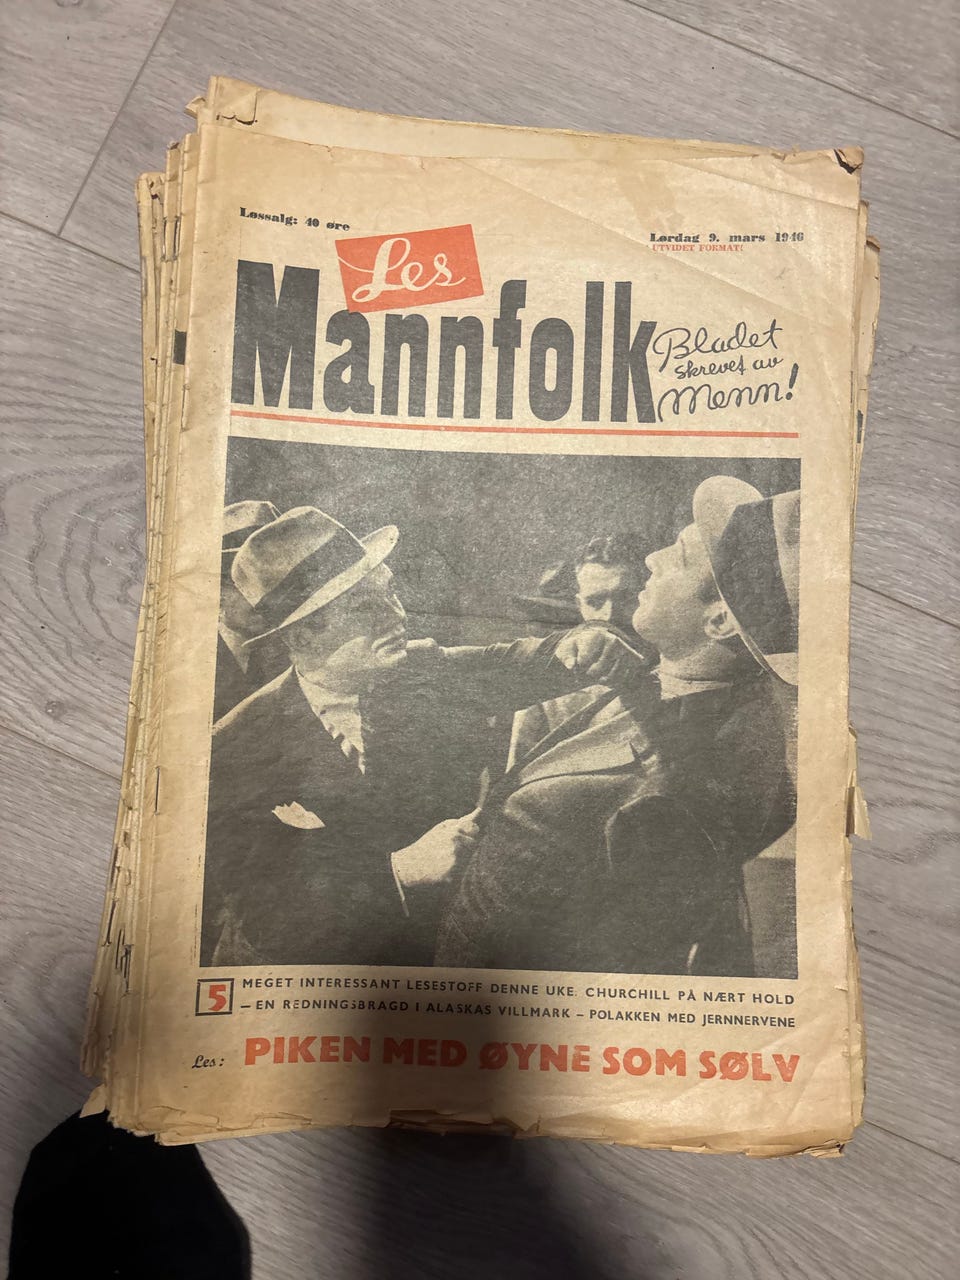 Løssalg: 40 øre
Lørdag 9. mars 1946
UTVIDET FORMAT!
Les
Mannfolk
Bladet
skrevet av
Menn!
5
MEGET INTERESSANT LESESTOFF DENNE UKE. CHURCHILL PÅ NÆRT HOLD
– EN REDNINGSBRAGD I ALASKAS VILLMARK – POLAKKEN MED JERNNERVENE
Les: PIKEN MED ØYNE SOM SØLV